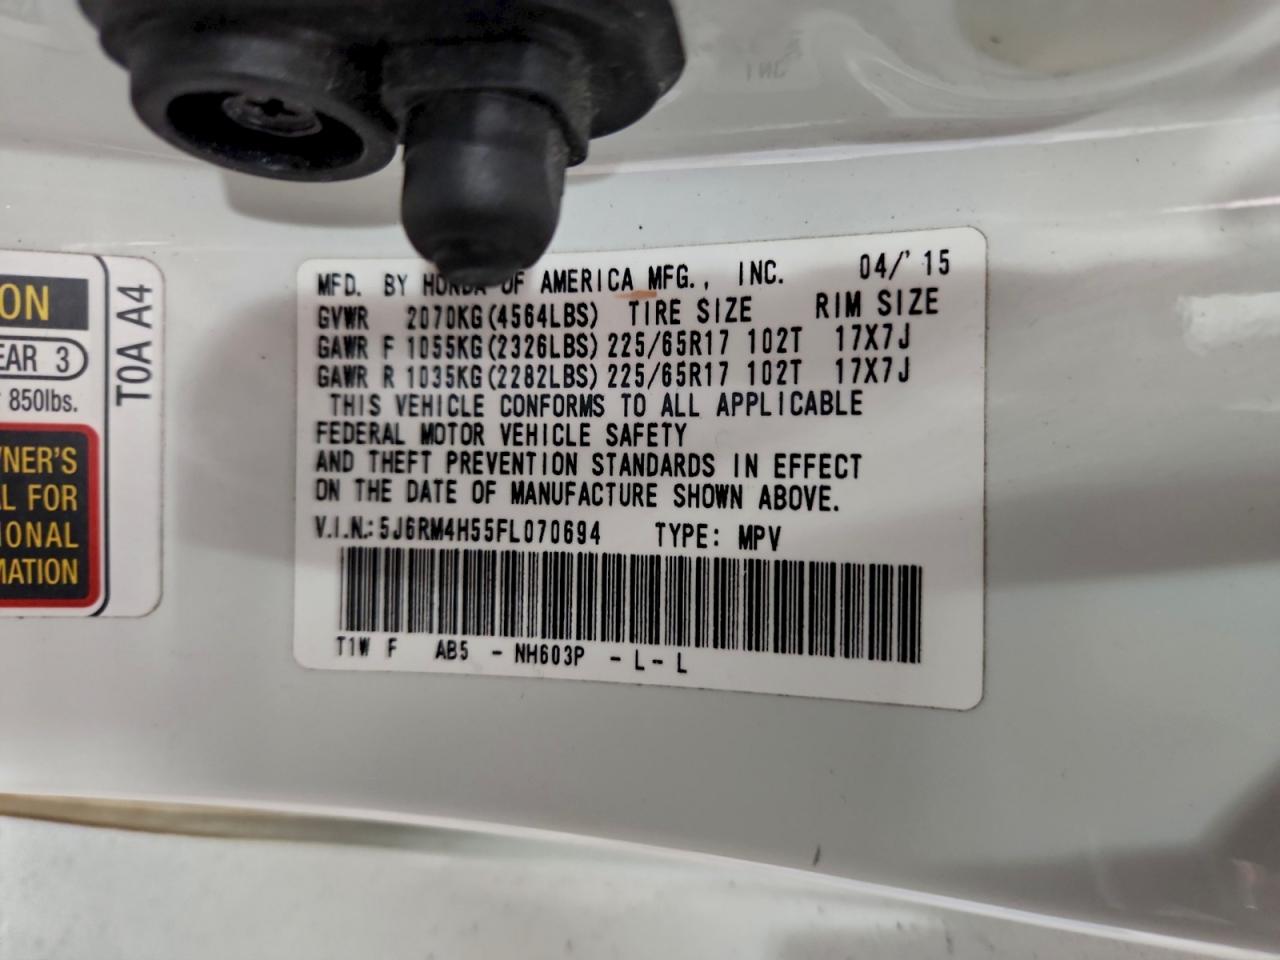 ON
EAR 3
850lbs.
NER'S
L FOR
IONAL
MATION
T0A A4
MFD. BY HONDA OF AMERICA MFG., INC. 04/'15
GVWR 2070KG(4564LBS) TIRE SIZE RIM SIZE
GAWR F 1055KG(2326LBS) 225/65R17 102T 17X7J
GAWR R 1035KG(2282LBS) 225/65R17 102T 17X7J
THIS VEHICLE CONFORMS TO ALL APPLICABLE
FEDERAL MOTOR VEHICLE SAFETY
AND THEFT PREVENTION STANDARDS IN EFFECT
ON THE DATE OF MANUFACTURE SHOWN ABOVE.
V.I.N.: 5J6RM4H55FL070694 TYPE: MPV
T1W F AB5 - NH603P - L - L